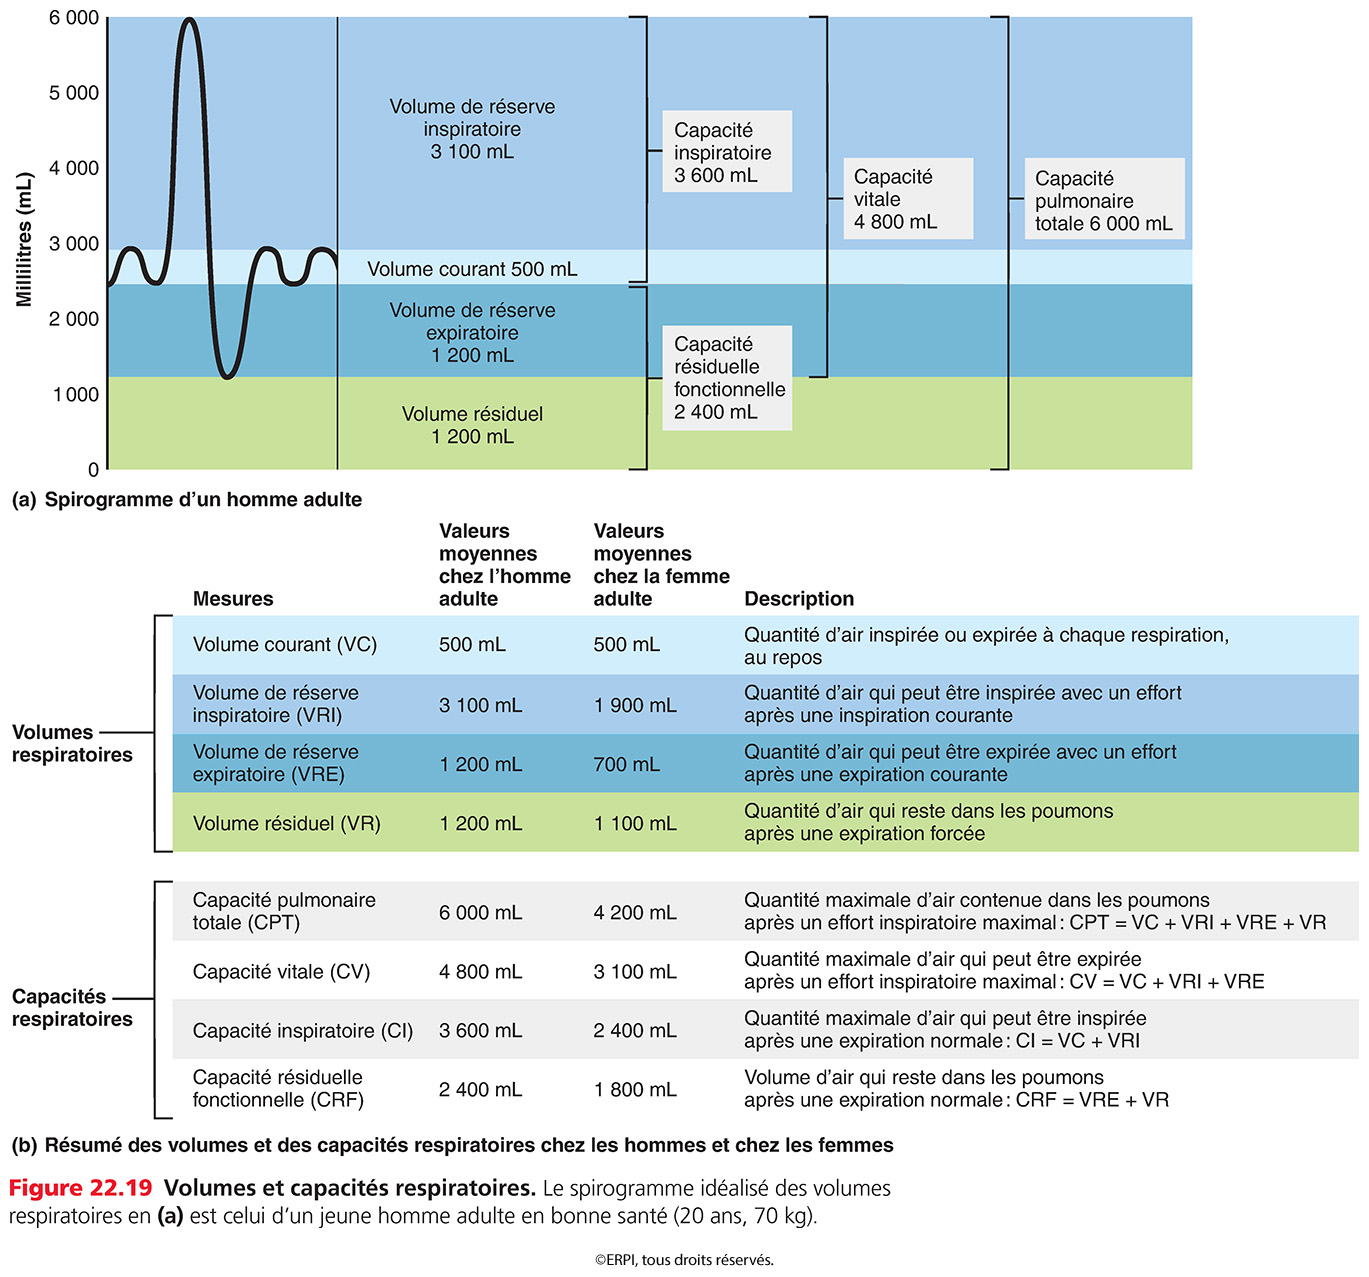 6 000
5 000
4 000
3 000
2 000
1 000
0
Millilitres (mL)
Volume de réserve
inspiratoire
3 100 mL
Volume courant 500 mL
Volume de réserve
expiratoire
1 200 mL
Volume résiduel
1 200 mL
Capacité
inspiratoire
3 600 mL
Capacité
résiduelle
fonctionnelle
2 400 mL
Capacité
vitale
4 800 mL
Capacité
pulmonaire
totale 6 000 mL
(a) Spirogramme d'un homme adulte
Mesures
Valeurs
moyennes
chez l'homme
adulte
Valeurs
moyennes
chez la femme
adulte
Description
Volumes
respiratoires
Volume courant (VC)
500 mL
500 mL
Quantité d'air inspirée ou expirée à chaque respiration,
au repos
Volume de réserve
inspiratoire (VRI)
3 100 mL
1 900 mL
Quantité d'air qui peut être inspirée avec un effort
après une inspiration courante
Volume de réserve
expiratoire (VRE)
1 200 mL
700 mL
Quantité d'air qui peut être expirée avec un effort
après une expiration courante
Volume résiduel (VR)
1 200 mL
1 100 mL
Quantité d'air qui reste dans les poumons
après une expiration forcée
Capacités
respiratoires
Capacité pulmonaire
totale (CPT)
6 000 mL
4 200 mL
Quantité maximale d'air contenue dans les poumons
après un effort inspiratoire maximal : CPT = VC + VRI + VRE + VR
Capacité vitale (CV)
4 800 mL
3 100 mL
Quantité maximale d'air qui peut être expirée
après un effort inspiratoire maximal : CV = VC + VRI + VRE
Capacité inspiratoire (CI)
3 600 mL
2 400 mL
Quantité maximale d'air qui peut être inspirée
après une expiration normale : CI = VC + VRI
Capacité résiduelle
fonctionnelle (CRF)
2 400 mL
1 800 mL
Volume d'air qui reste dans les poumons
après une expiration normale : CRF = VRE + VR
(b) Résumé des volumes et des capacités respiratoires chez les hommes et chez les femmes
Figure 22.19 Volumes et capacités respiratoires. Le spirogramme idéalisé des volumes
respiratoires en (a) est celui d'un jeune homme adulte en bonne santé (20 ans, 70 kg).
©ERPI, tous droits réservés.